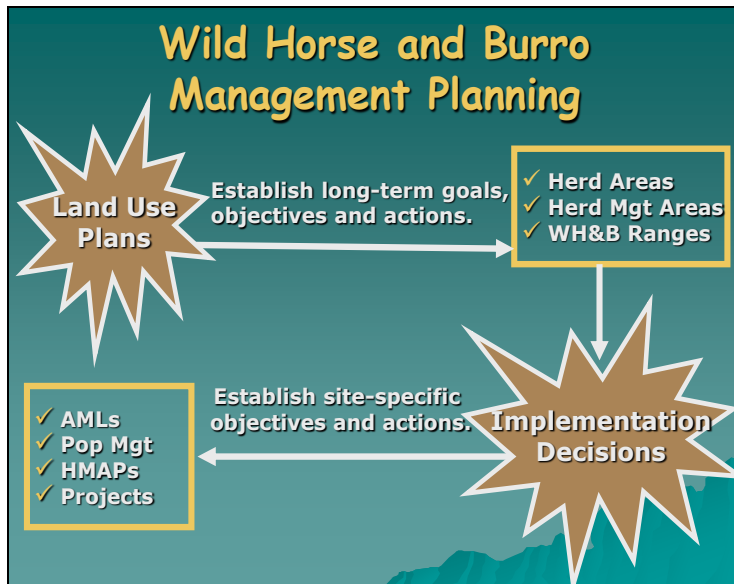 Wild Horse and Burro
Management Planning
Land Use
Plans
Establish long-term goals,
objectives and actions.
✓ Herd Areas
✓ Herd Mgt Areas
✓ WH&B Ranges
Implementation
Decisions
Establish site-specific
objectives and actions.
✓ AMLs
✓ Pop Mgt
✓ HMAPs
✓ Projects